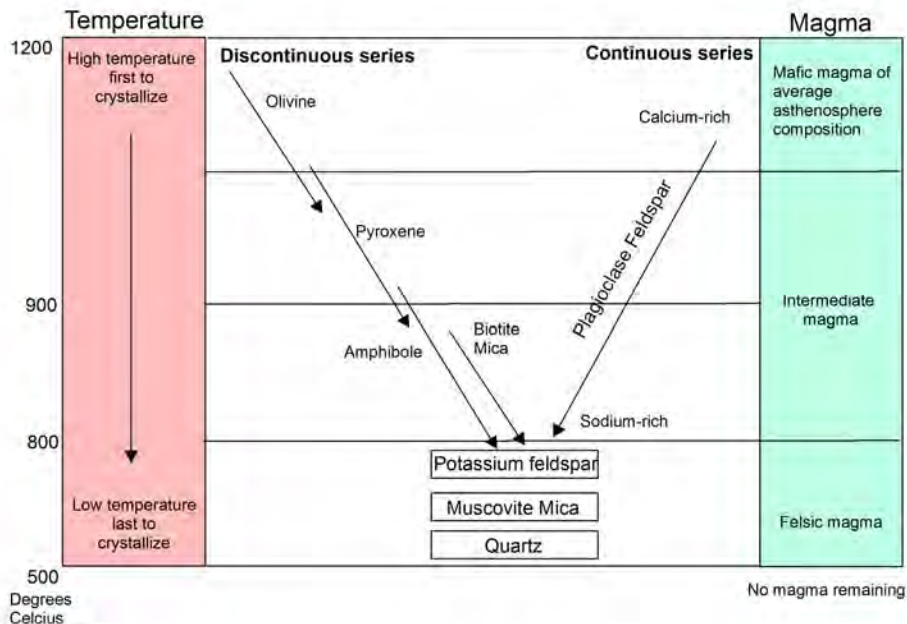 Temperature
Magma
1200
High temperature
first to
crystallize
Discontinuous series
Continuous series
Mafic magma of
average
asthenosphere
composition
Olivine
Calcium-rich
Pyroxene
Plagioclase Feldspar
900
Intermediate
magma
Amphibole
Biotite
Mica
Sodium-rich
800
Potassium feldspar
Low temperature
last to
crystallize
Muscovite Mica
Felsic magma
Quartz
500
Degrees
Celcius
No magma remaining